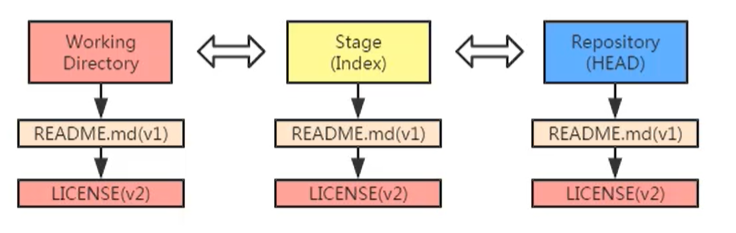 Working
Directory
Stage
(Index)
Repository
(HEAD)
README.md(v1)
README.md(v1)
README.md(v1)
LICENSE(v2)
LICENSE(v2)
LICENSE(v2)